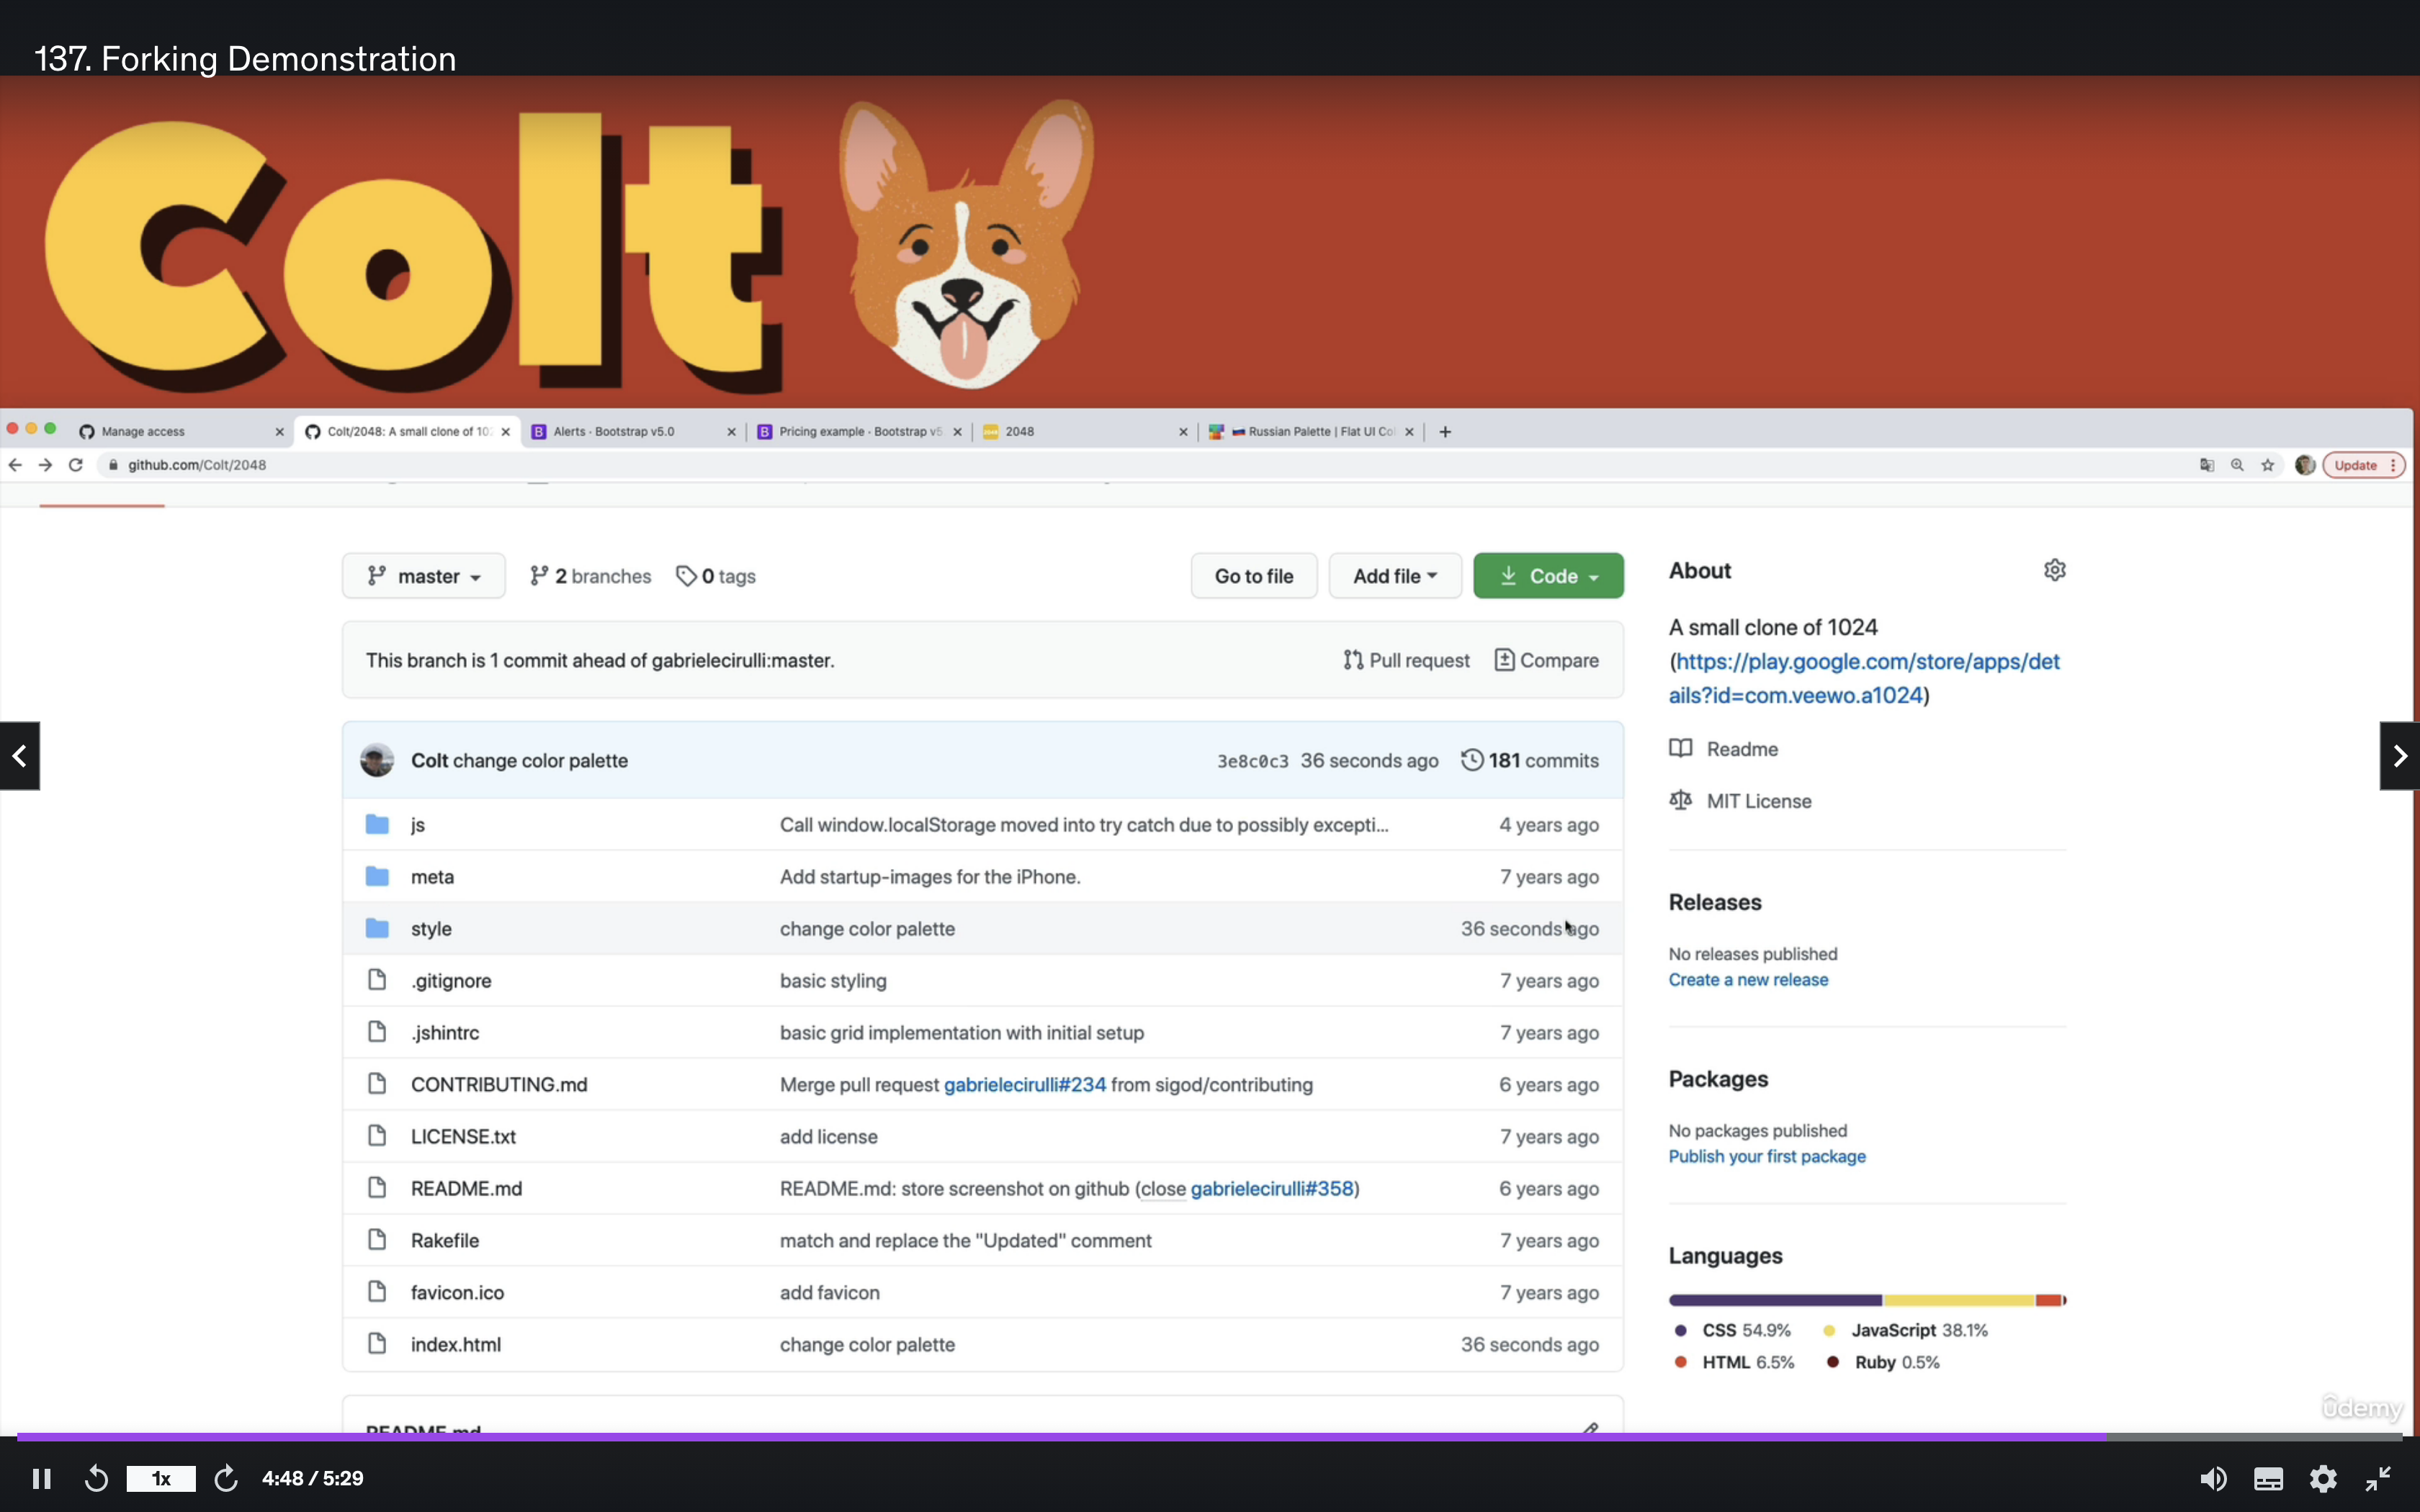 137. Forking Demonstration
Colt
Manage access
Colt/2048: A small clone of 102
Alerts · Bootstrap v5.0
Pricing example · Bootstrap v5
2048
Russian Palette | Flat UI Co
github.com/Colt/2048
Update
master
2 branches
0 tags
Go to file
Add file
Code
This branch is 1 commit ahead of gabrielecirulli:master.
Pull request
Compare
Colt change color palette
3e8c0c3 36 seconds ago
181 commits
js Call window.localStorage moved into try catch due to possibly excepti... 4 years ago
meta Add startup-images for the iPhone. 7 years ago
style change color palette 36 seconds ago
.gitignore basic styling 7 years ago
.jshintrc basic grid implementation with initial setup 7 years ago
CONTRIBUTING.md Merge pull request gabrielecirulli#234 from sigod/contributing 6 years ago
LICENSE.txt add license 7 years ago
README.md README.md: store screenshot on github (close gabrielecirulli#358) 6 years ago
Rakefile match and replace the "Updated" comment 7 years ago
favicon.ico add favicon 7 years ago
index.html change color palette 36 seconds ago
README.md
About
A small clone of 1024
(https://play.google.com/store/apps/det
ails?id=com.veewo.a1024)
Readme
MIT License
Releases
No releases published
Create a new release
Packages
No packages published
Publish your first package
Languages
CSS 54.9% JavaScript 38.1%
HTML 6.5% Ruby 0.5%
ûdemy
1x
4:48 / 5:29